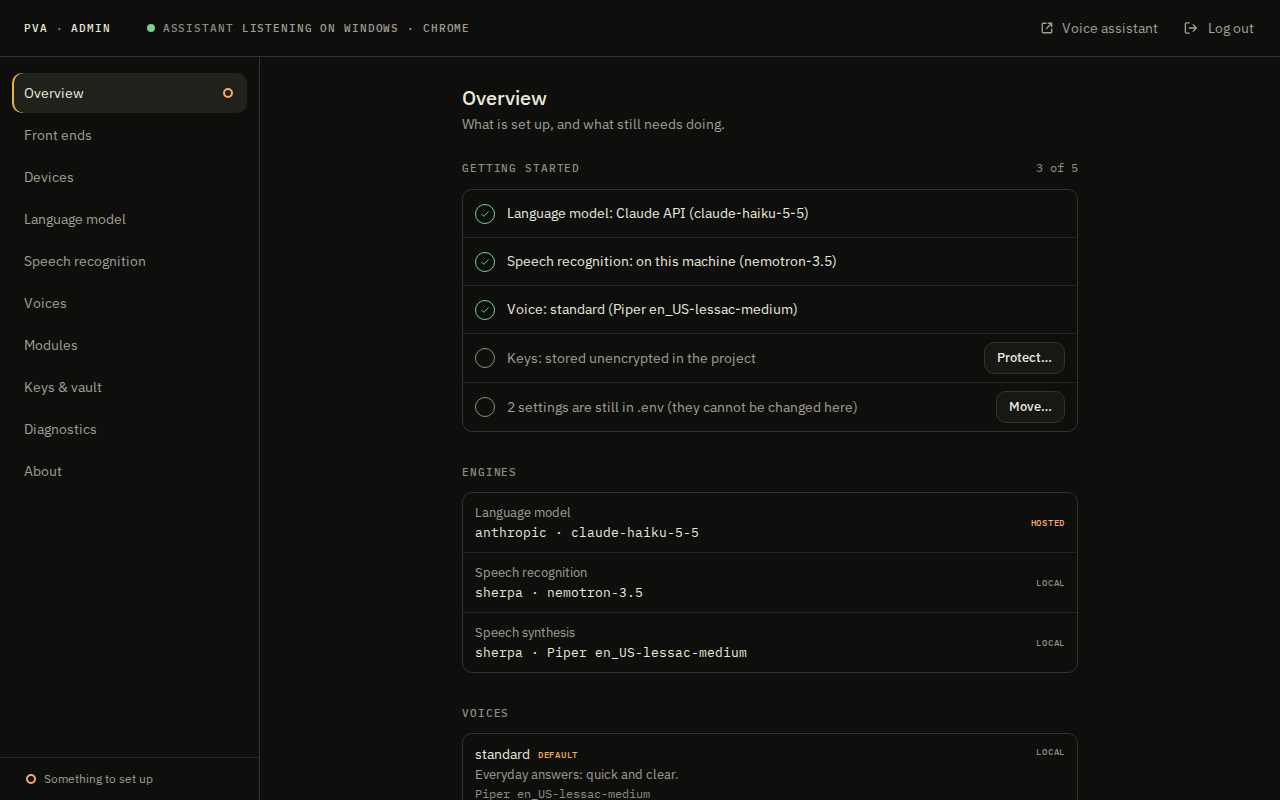 PVA · ADMIN
ASSISTANT LISTENING ON WINDOWS · CHROME
Voice assistant
Log out
Overview
Front ends
Devices
Language model
Speech recognition
Voices
Modules
Keys & vault
Diagnostics
About
Something to set up
Overview
What is set up, and what still needs doing.
GETTING STARTED
3 of 5
Language model: Claude API (claude-haiku-5-5)
Speech recognition: on this machine (nemotron-3.5)
Voice: standard (Piper en_US-lessac-medium)
Keys: stored unencrypted in the project
Protect...
2 settings are still in .env (they cannot be changed here)
Move...
ENGINES
Language model
anthropic · claude-haiku-5-5
HOSTED
Speech recognition
sherpa · nemotron-3.5
LOCAL
Speech synthesis
sherpa · Piper en_US-lessac-medium
LOCAL
VOICES
standard DEFAULT
LOCAL
Everyday answers: quick and clear.
Piper en_US-lessac-medium